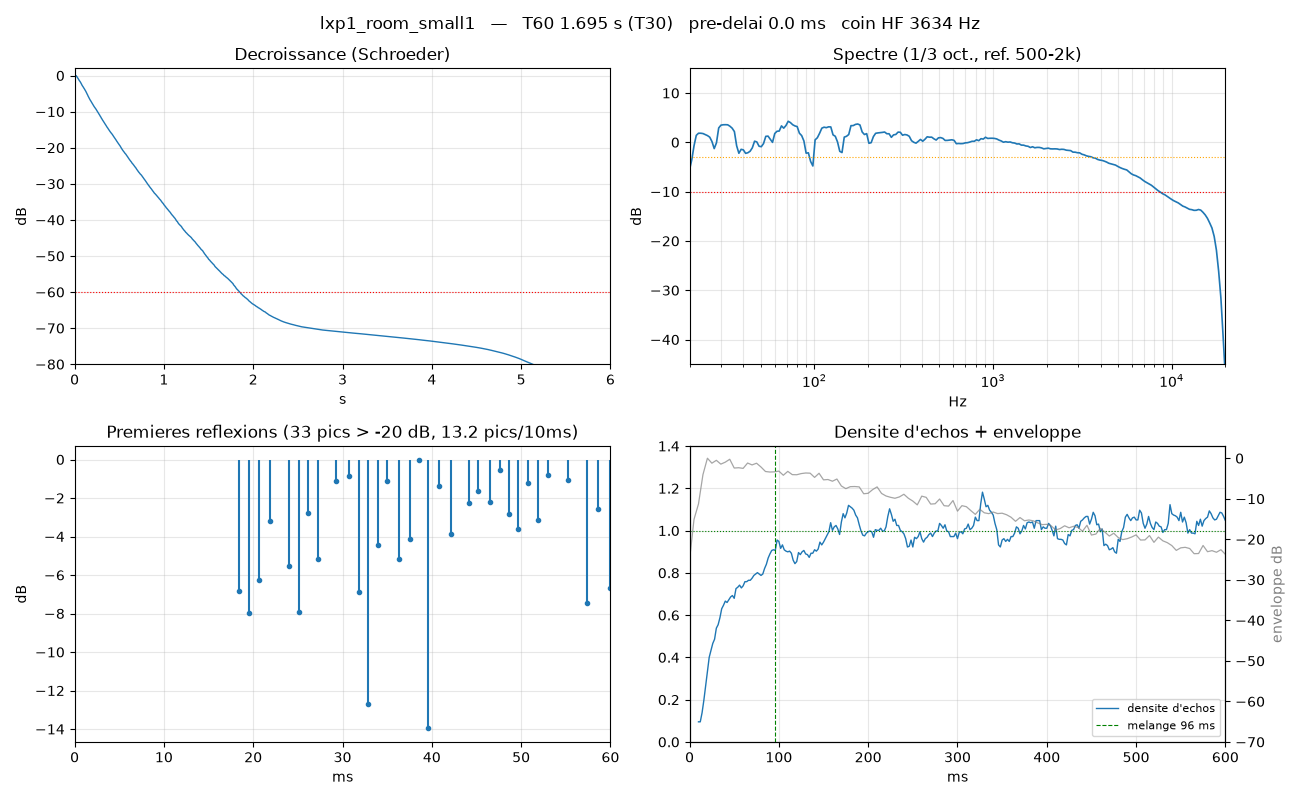 lxp1_room_small1 — T60 1.695 s (T30) pre-delai 0.0 ms coin HF 3634 Hz
Decroissance (Schroeder)
0
−10
−20
−30
−40
−50
−60
−70
−80
dB
0 1 2 3 4 5 6
s
Spectre (1/3 oct., ref. 500-2k)
10
0
−10
−20
−30
−40
dB
10² 10³ 10⁴
Hz
Premieres reflexions (33 pics > -20 dB, 13.2 pics/10ms)
0
−2
−4
−6
−8
−10
−12
−14
dB
0 10 20 30 40 50 60
ms
Densite d'echos + enveloppe
1.4
1.2
1.0
0.8
0.6
0.4
0.2
0.0
0
−10
−20
−30
−40
−50
−60
−70
enveloppe dB
densite d'echos
melange 96 ms
0 100 200 300 400 500 600
ms